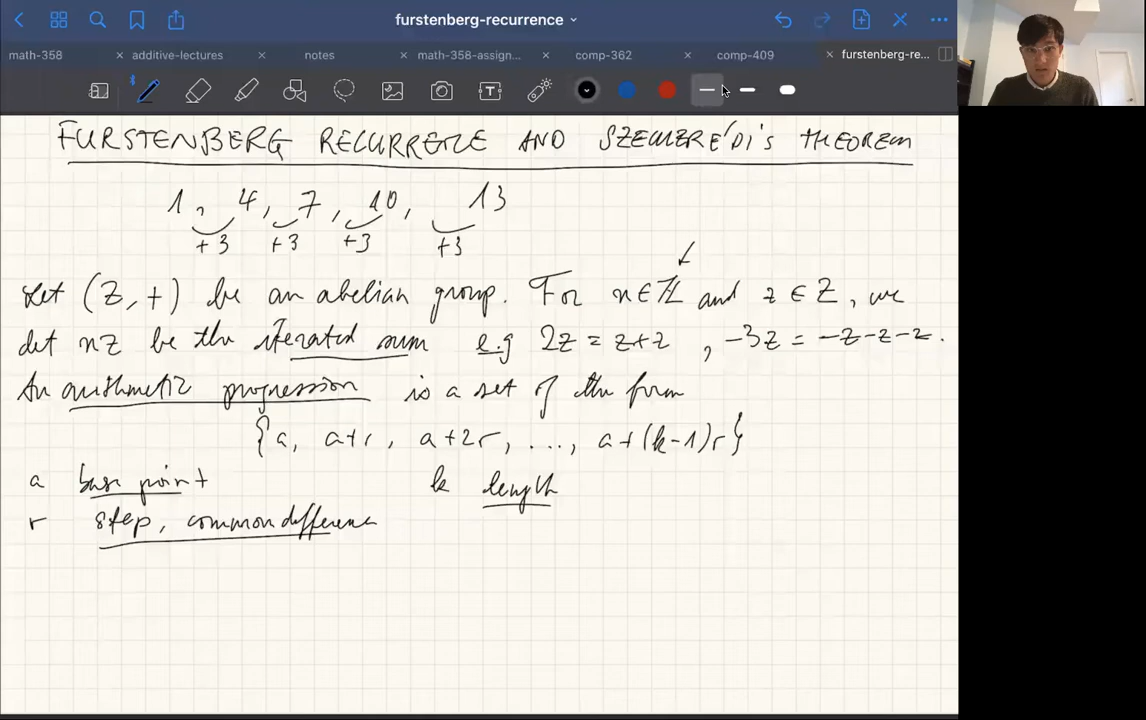 furstenberg-recurrence
math-358 additive-lectures notes math-358-assign... comp-362 comp-409 furstenberg-re...
T
FURSTENBERG RECURRENCE AND SZEMERÉDI's THEOREM
1, 4, 7, 10, 13
+3 +3 +3 +3
Let (Z, +) be an abelian group. For n ∈ ℤ and z ∈ Z, we
def nz be the iterated sum e.g 2z = z+z , -3z = -z-z-z.
An arithmetic progression is a set of the form
{a, a+r, a+2r, ..., a+(k-1)r}
a base point k length
r step, common difference